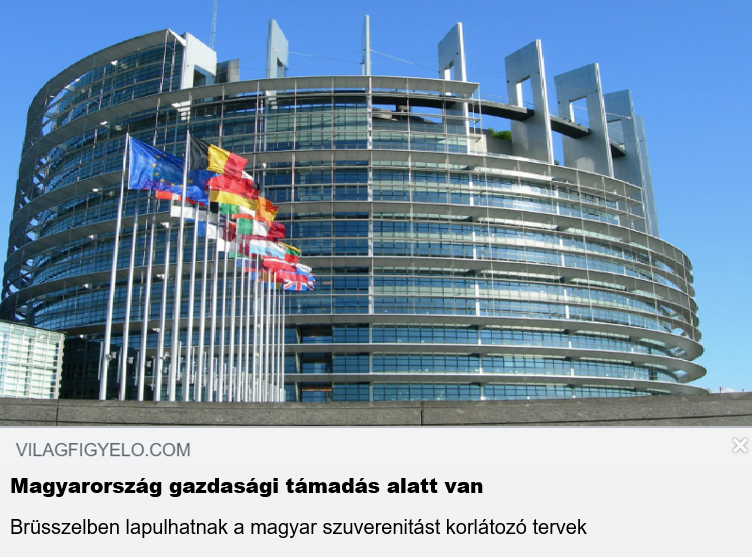 VILAGFIGYELO.COM
Magyarország gazdasági támadás alatt van
Brüsszelben lapulhatnak a magyar szuverenitást korlátozó tervek